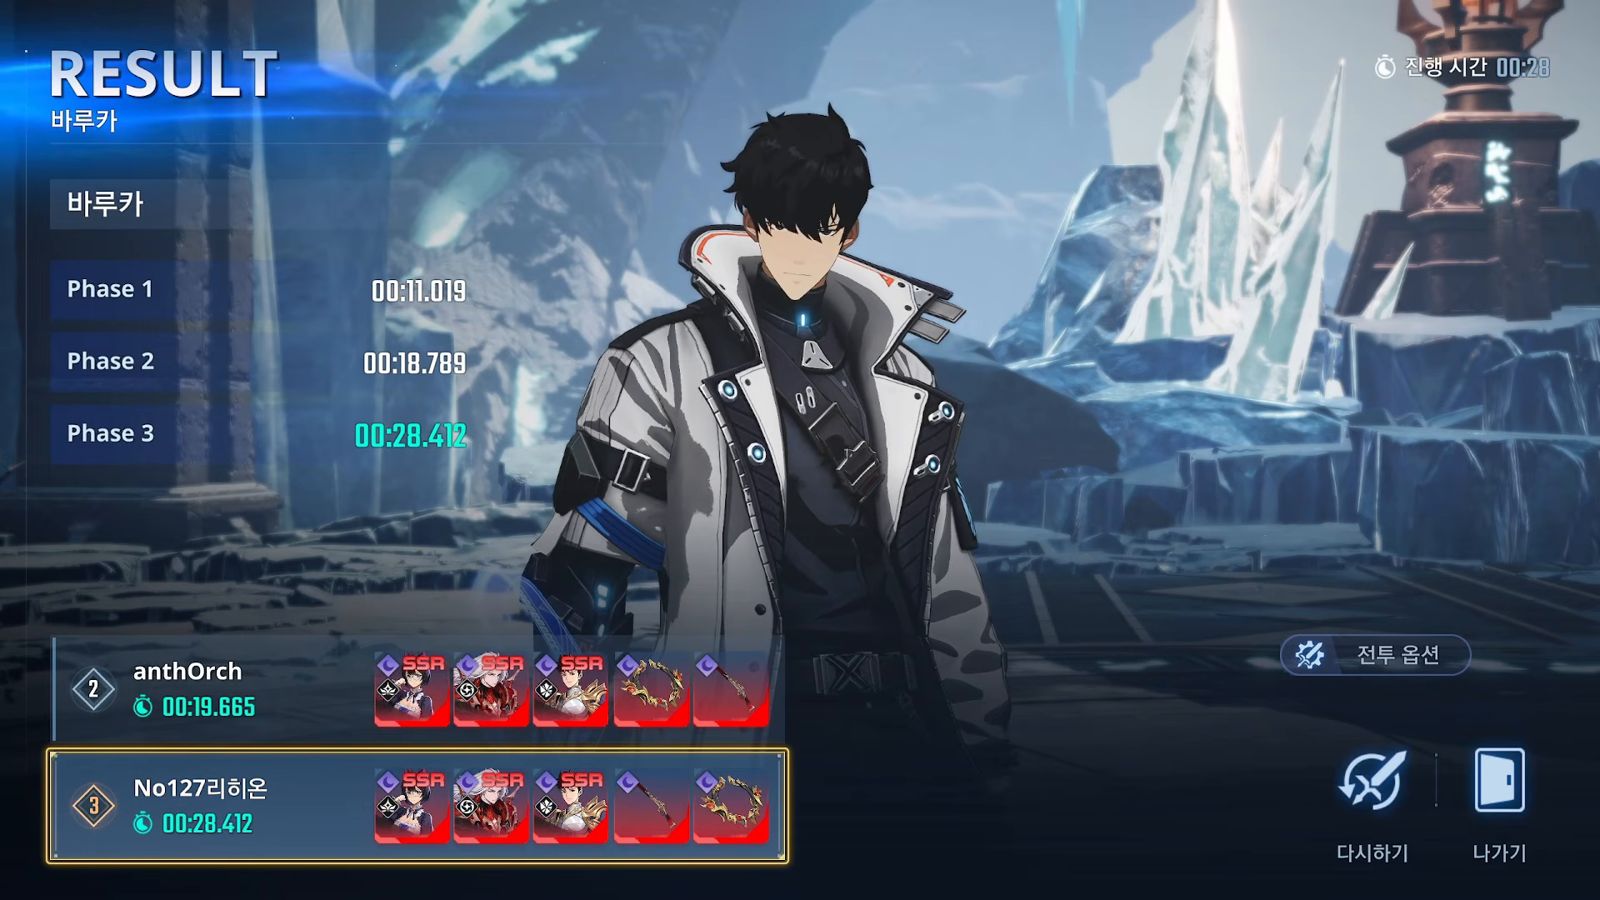 RESULT
바루카
진행 시간 00:28
바루카
Phase 1 00:11.019
Phase 2 00:18.789
Phase 3 00:28.412
2 anthOrch
00:19.665
SSR SSR SSR
3 No127리히온
00:28.412
SSR SSR SSR
전투 옵션
다시하기
나가기